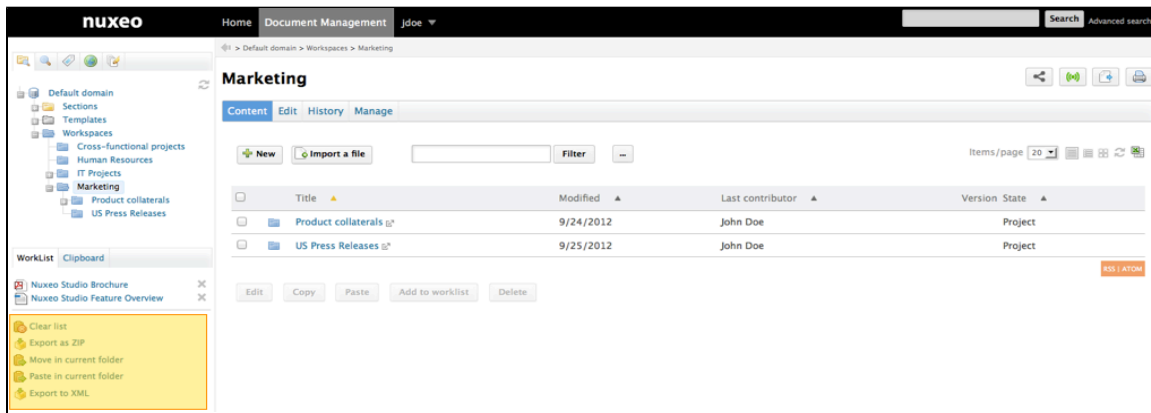 nuxeo
Home Document Management jdoe
Search Advanced search
> Default domain > Workspaces > Marketing
Default domain
Sections
Templates
Workspaces
Cross-functional projects
Human Resources
IT Projects
Marketing
Product collaterals
US Press Releases
WorkList Clipboard
Nuxeo Studio Brochure
Nuxeo Studio Feature Overview
Clear list
Export as ZIP
Move in current folder
Paste in current folder
Export to XML
Marketing
Content Edit History Manage
New Import a file Filter ... Items/page 20
Title Modified Last contributor Version State
Product collaterals 9/24/2012 John Doe Project
US Press Releases 9/25/2012 John Doe Project
RSS | ATOM
Edit Copy Paste Add to worklist Delete